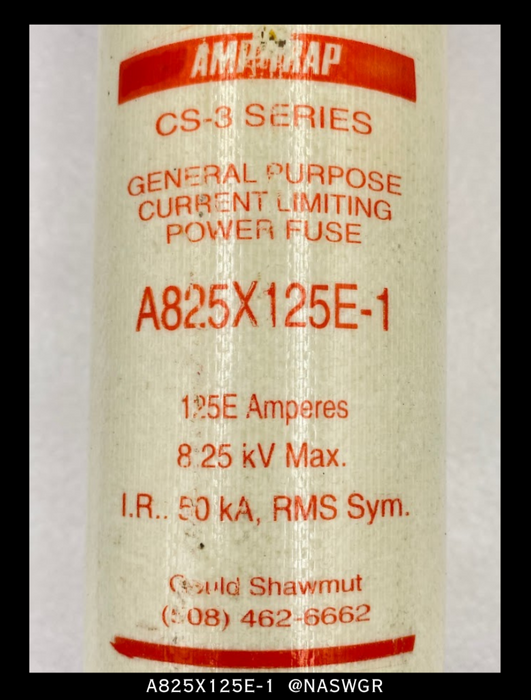 AMP-TRAP
CS-3 SERIES
GENERAL PURPOSE
CURRENT LIMITING
POWER FUSE
A825X125E-1
125E Amperes
8.25 kV Max.
I.R.. 50 kA, RMS Sym.
Gould Shawmut
(508) 462-6662
A825X125E-1 @NASWGR